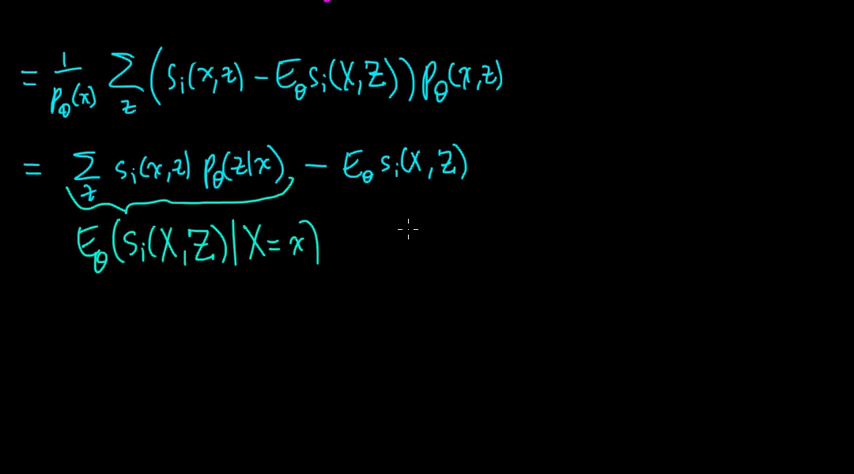 = 1/p_θ(x) Σ_z (s_i(x,z) − E_θ s_i(X,Z)) p_θ(x,z)
= Σ_z s_i(x,z) p_θ(z|x) − E_θ s_i(X,Z)
E_θ(s_i(X,Z)|X=x)